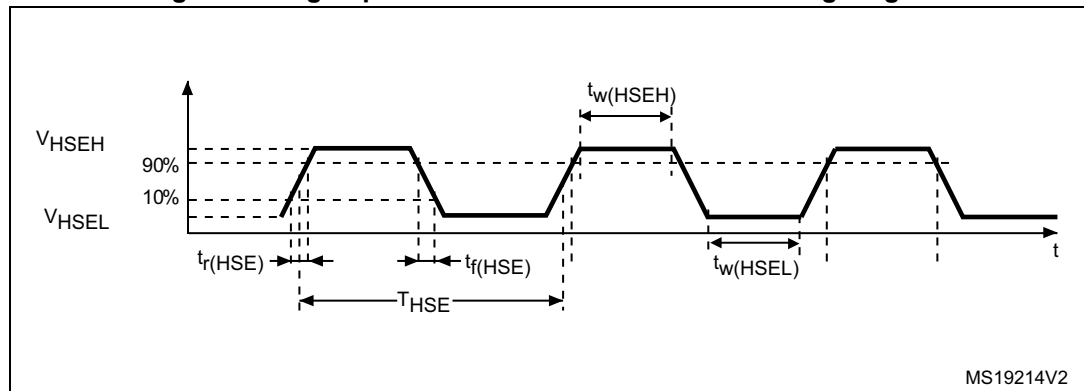 tw(HSEH)
VHSEH
90%
10%
VHSEL
tr(HSE)
tf(HSE)
tw(HSEL)
t
THSE
MS19214V2